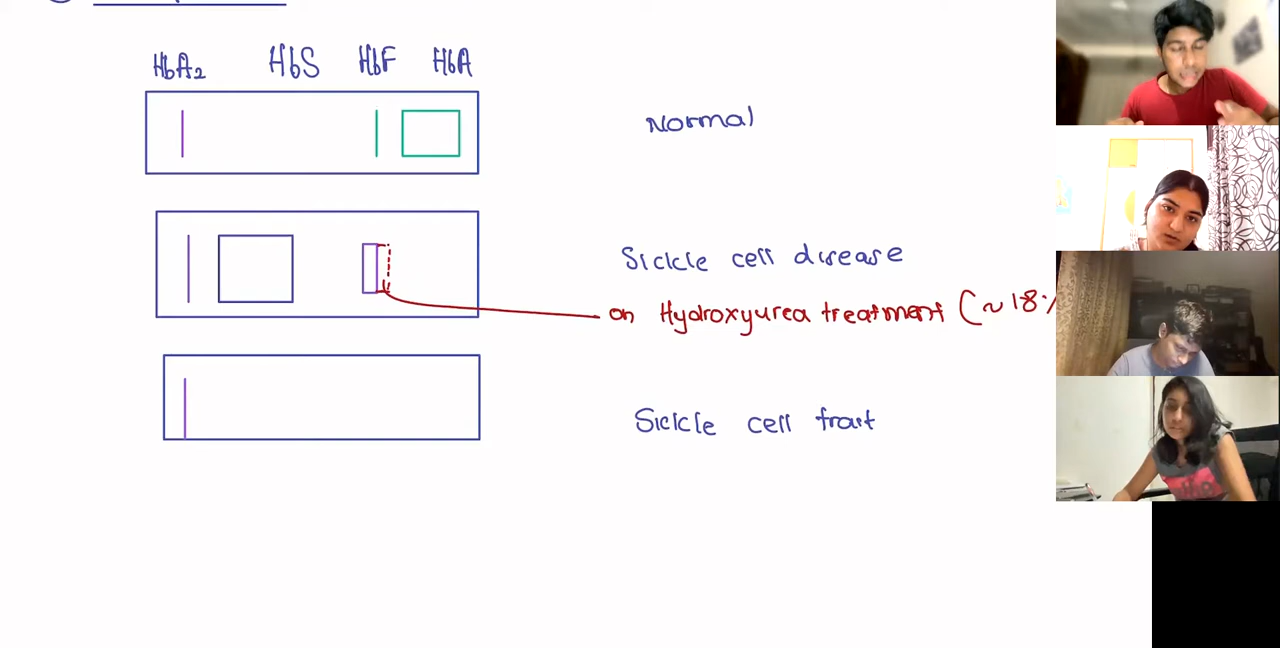 HbA2 HbS HbF HbA
Normal
Sickle cell disease
on Hydroxyurea treatment (~18%
Sickle cell trait